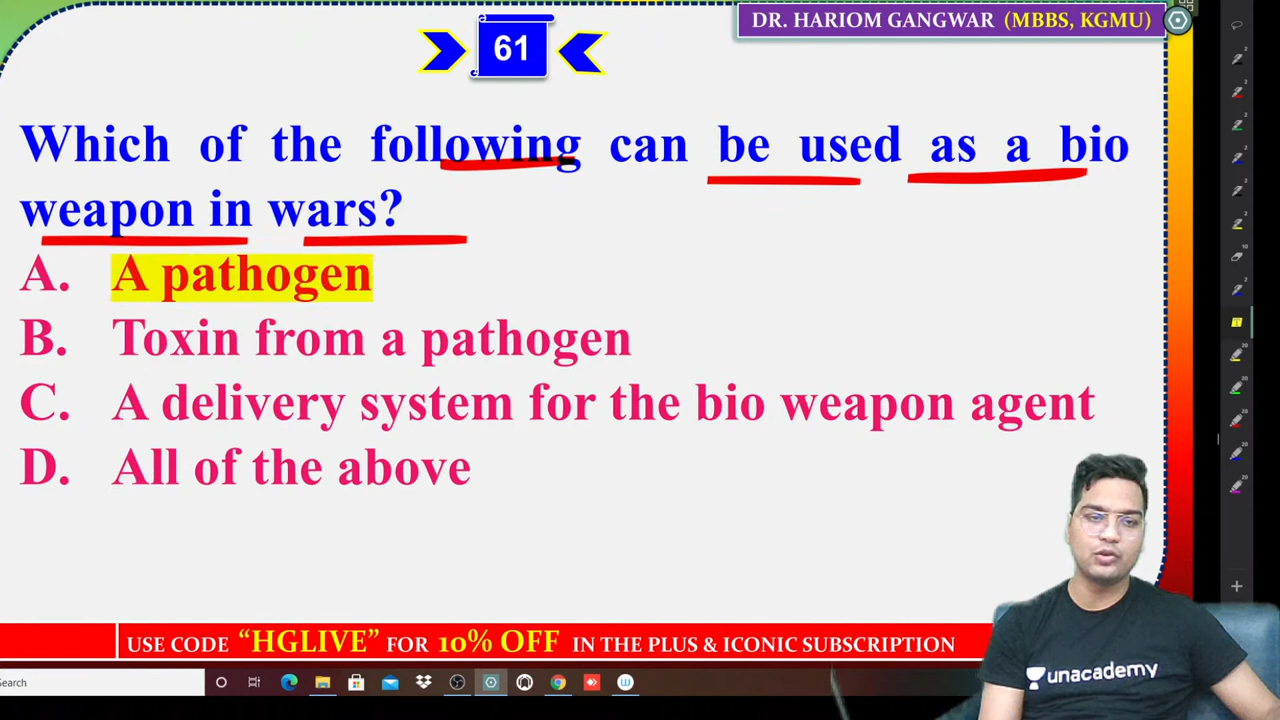 DR. HARIOM GANGWAR (MBBS, KGMU)
61
Which of the following can be used as a bio
weapon in wars?
A. A pathogen
B. Toxin from a pathogen
C. A delivery system for the bio weapon agent
D. All of the above
unacademy
USE CODE “HGLIVE” FOR 10% OFF IN THE PLUS & ICONIC SUBSCRIPTION
Search